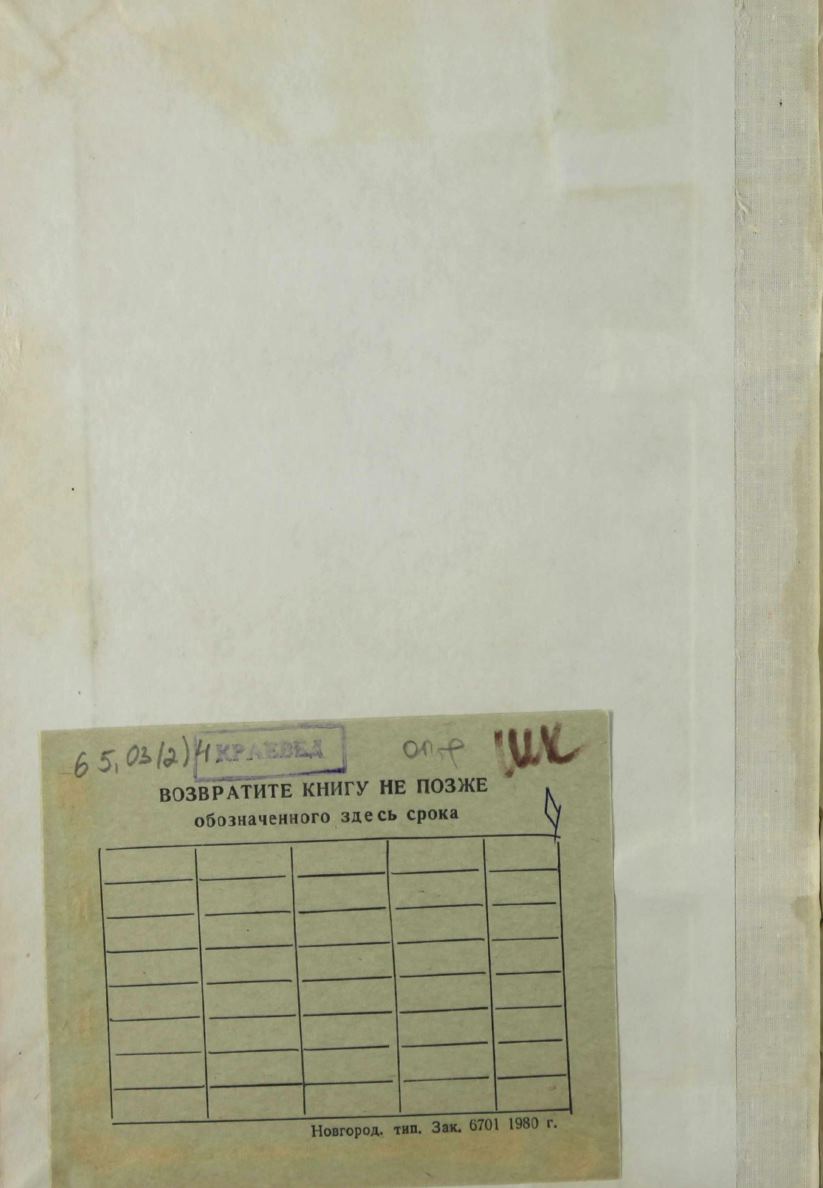 65,03(2)4 КРАЕВЕД
ВОЗВРАТИТЕ КНИГУ НЕ ПОЗЖЕ
обозначенного здесь срока
Новгород. тип. Зак. 6701 1980 г.